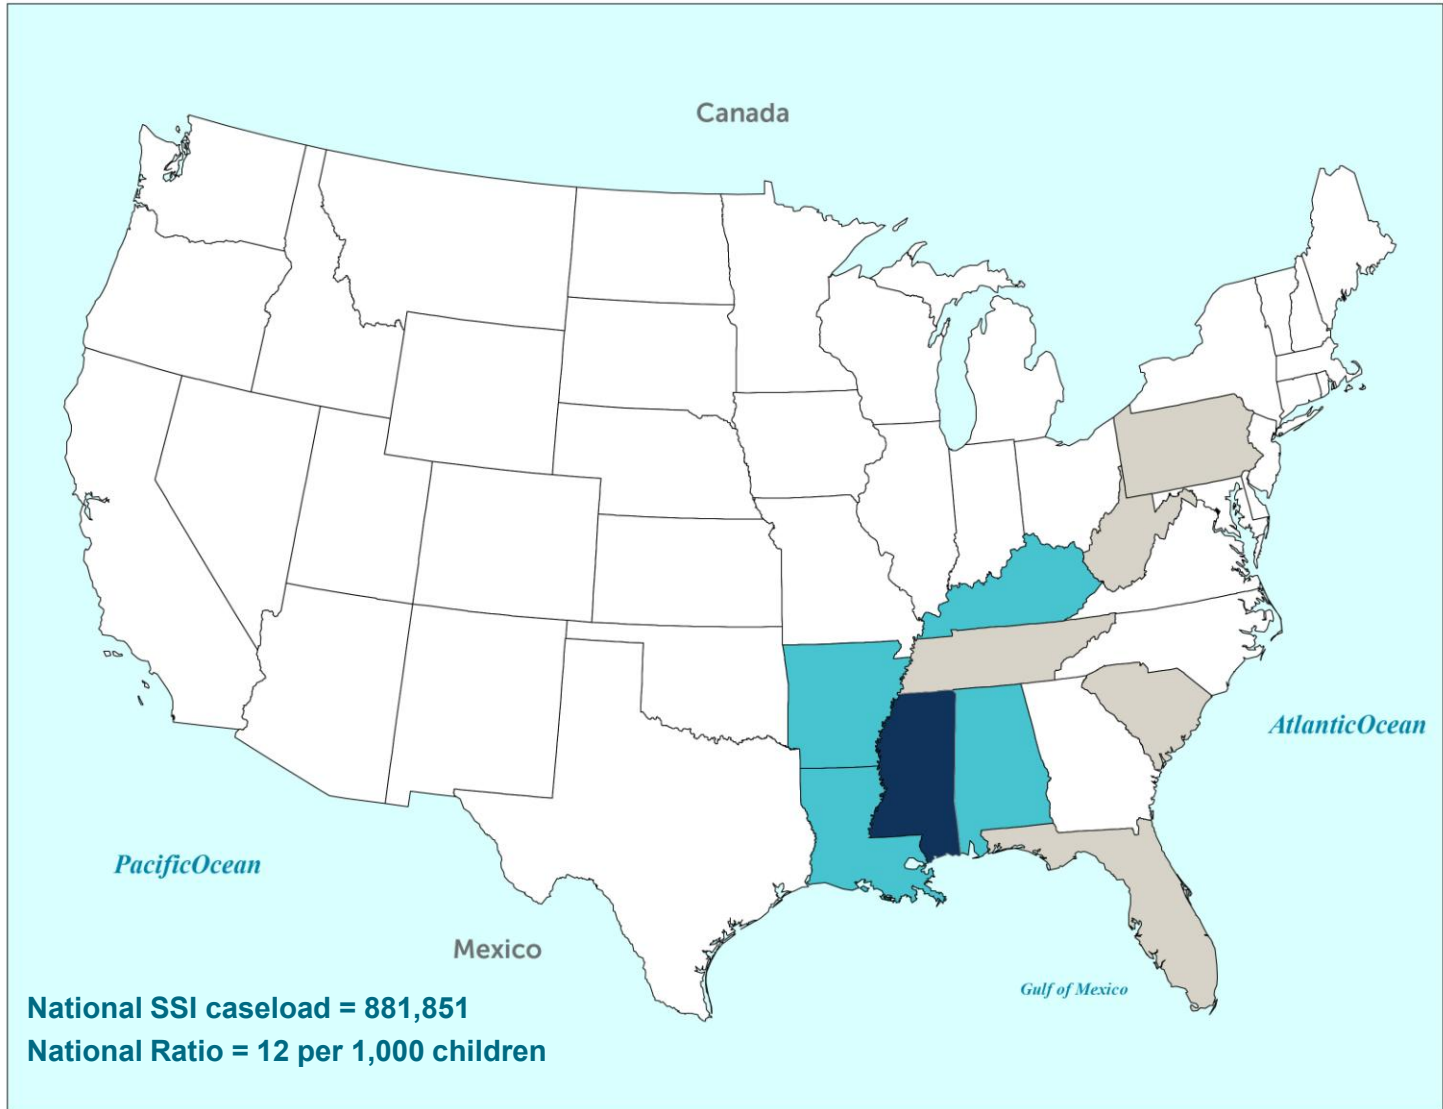 Canada
AtlanticOcean
PacificOcean
Mexico
Gulf of Mexico
National SSI caseload = 881,851
National Ratio = 12 per 1,000 children